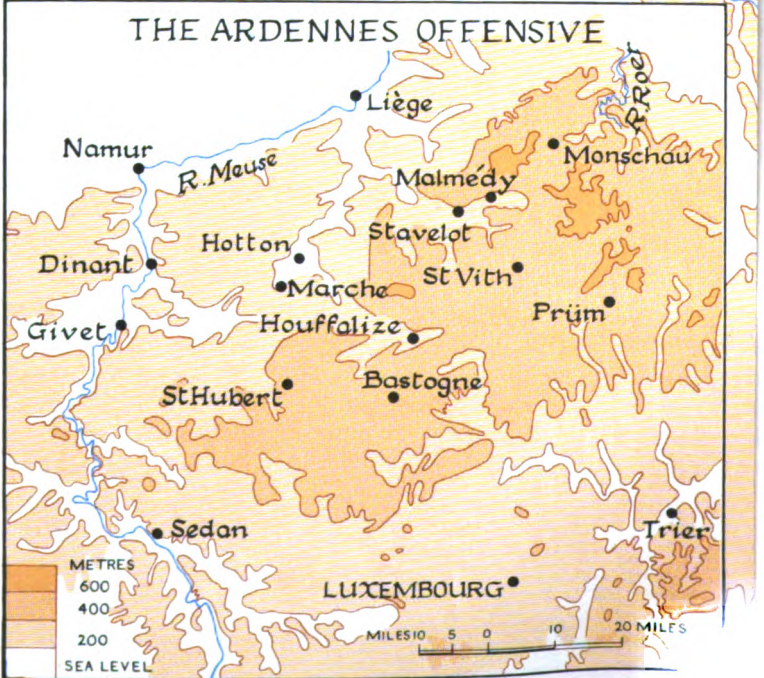 THE ARDENNES OFFENSIVE
R. Roer
Liège
Namur
R. Meuse
Monschau
Malmédy
Stavelot
Hotton
Dinant
St Vith
Marche
Prüm
Houffalize
Givet
St Hubert
Bastogne
Sedan
Trier
METRES
600
400
200
SEA LEVEL
LUXEMBOURG
MILES 10 5 0 10 20 MILES